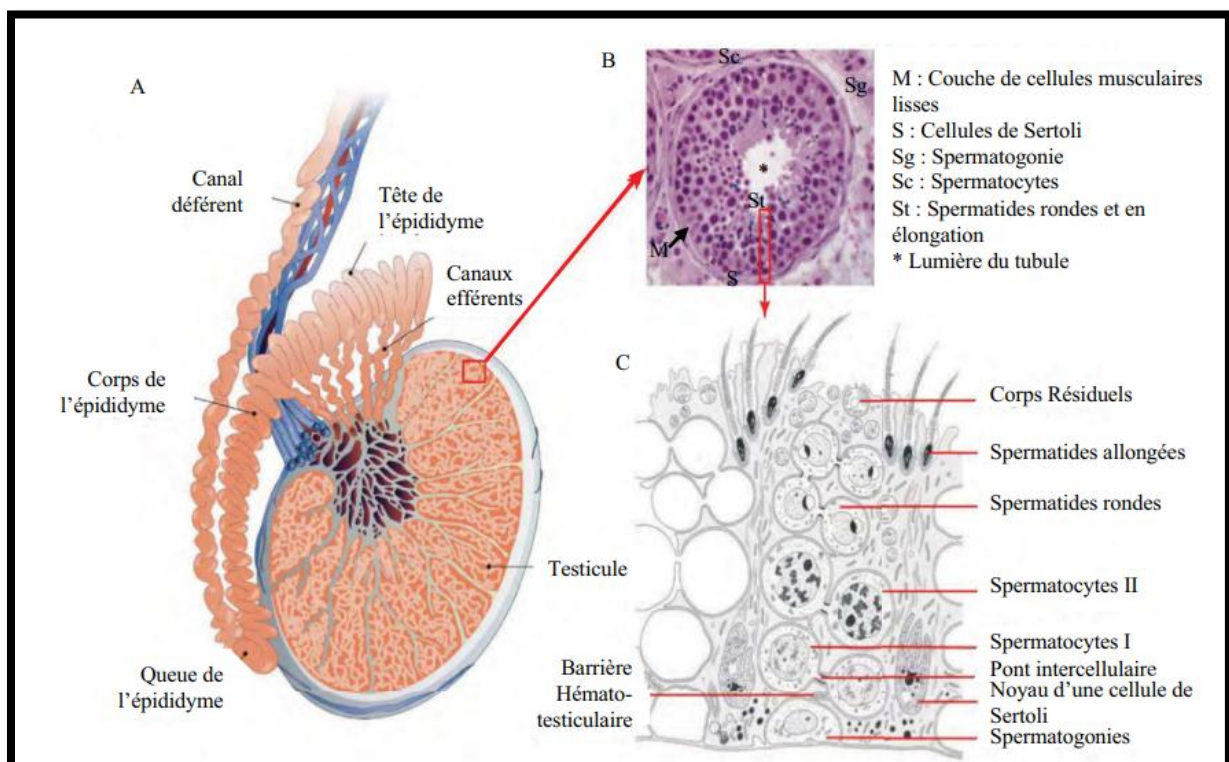 A
Canal
déférent
Tête de
l’épididyme
Canaux
efférents
Corps de
l’épididyme
Testicule
Queue de
l’épididyme
B
Sc
Sg
St
M
S
*
M : Couche de cellules musculaires
lisses
S : Cellules de Sertoli
Sg : Spermatogonie
Sc : Spermatocytes
St : Spermatides rondes et en
élongation
* Lumière du tubule
C
Corps Résiduels
Spermatides allongées
Spermatides rondes
Spermatocytes II
Spermatocytes I
Pont intercellulaire
Noyau d’une cellule de
Sertoli
Spermatogonies
Barrière
Hémato-
testiculaire